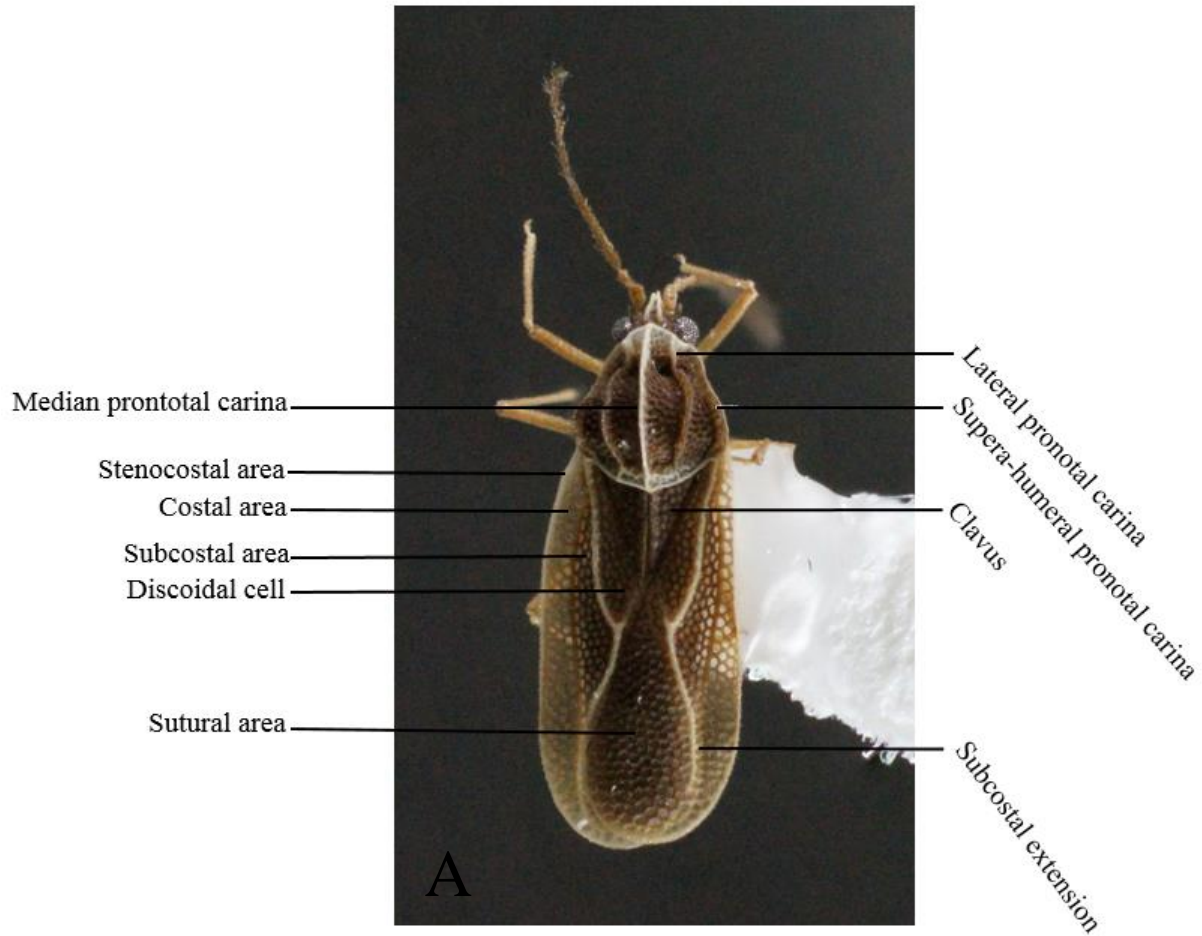 Median prontotal carina
Stenocostal area
Costal area
Subcostal area
Discoidal cell
Sutural area
Lateral pronotal carina
Supera-humeral pronotal carina
Clavus
Subcostal extension
A